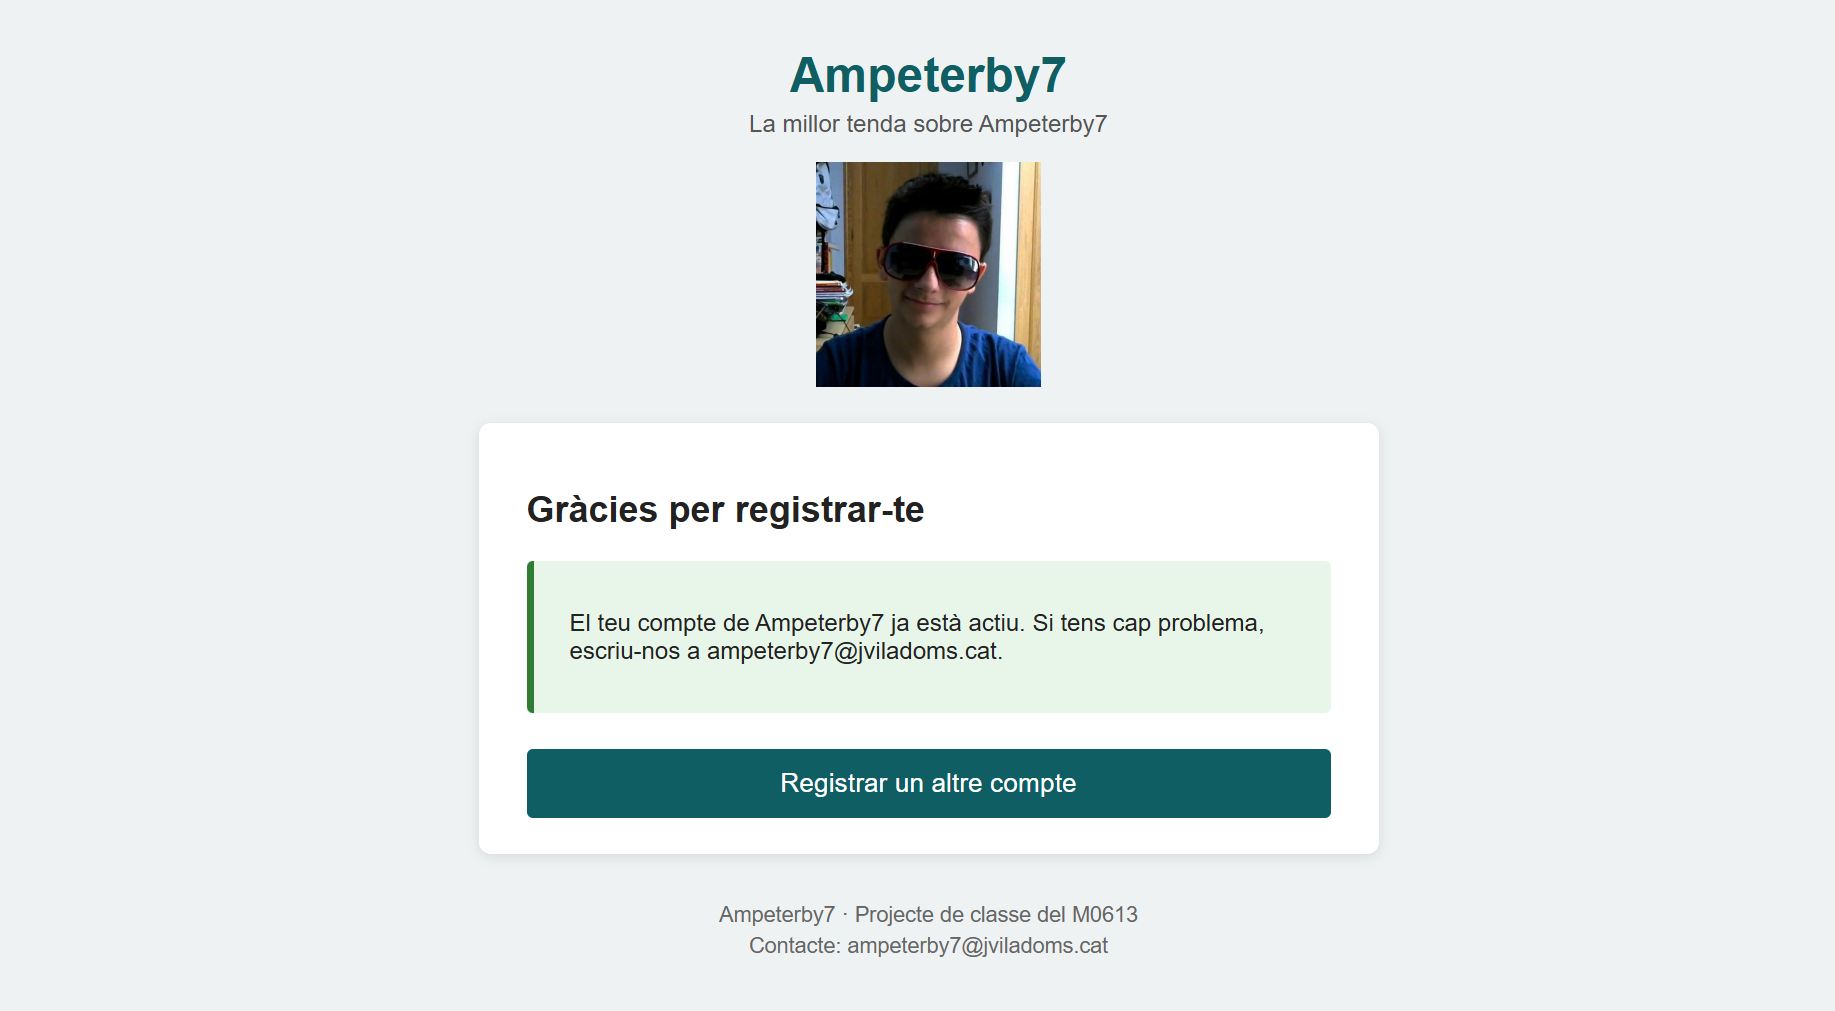 Ampeterby7
La millor tenda sobre Ampeterby7
Gràcies per registrar-te
El teu compte de Ampeterby7 ja està actiu. Si tens cap problema,
escriu-nos a ampeterby7@jviladoms.cat.
Registrar un altre compte
Ampeterby7 · Projecte de classe del M0613
Contacte: ampeterby7@jviladoms.cat